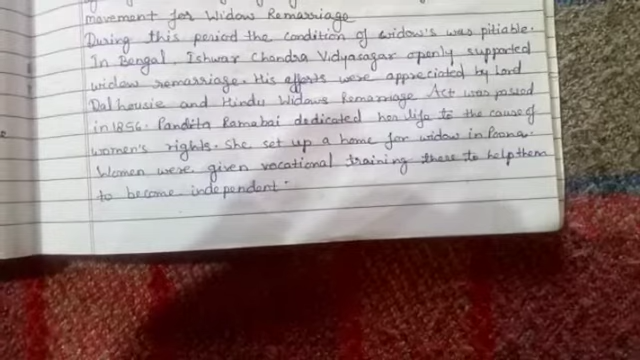 movement for Widow Remarriage
During this period the condition of widow's was pitiable.
In Bengal, Ishwar Chandra Vidyasagar openly supported
widow remarriage. His efforts were appreciated by Lord
Dalhousie and Hindu Widows Remarriage Act was passed
in 1856. Pandita Ramabai dedicated her life to the cause of
women's rights. She set up a home for widow in Poona.
Women were given vocational training there to help them
to become independent.